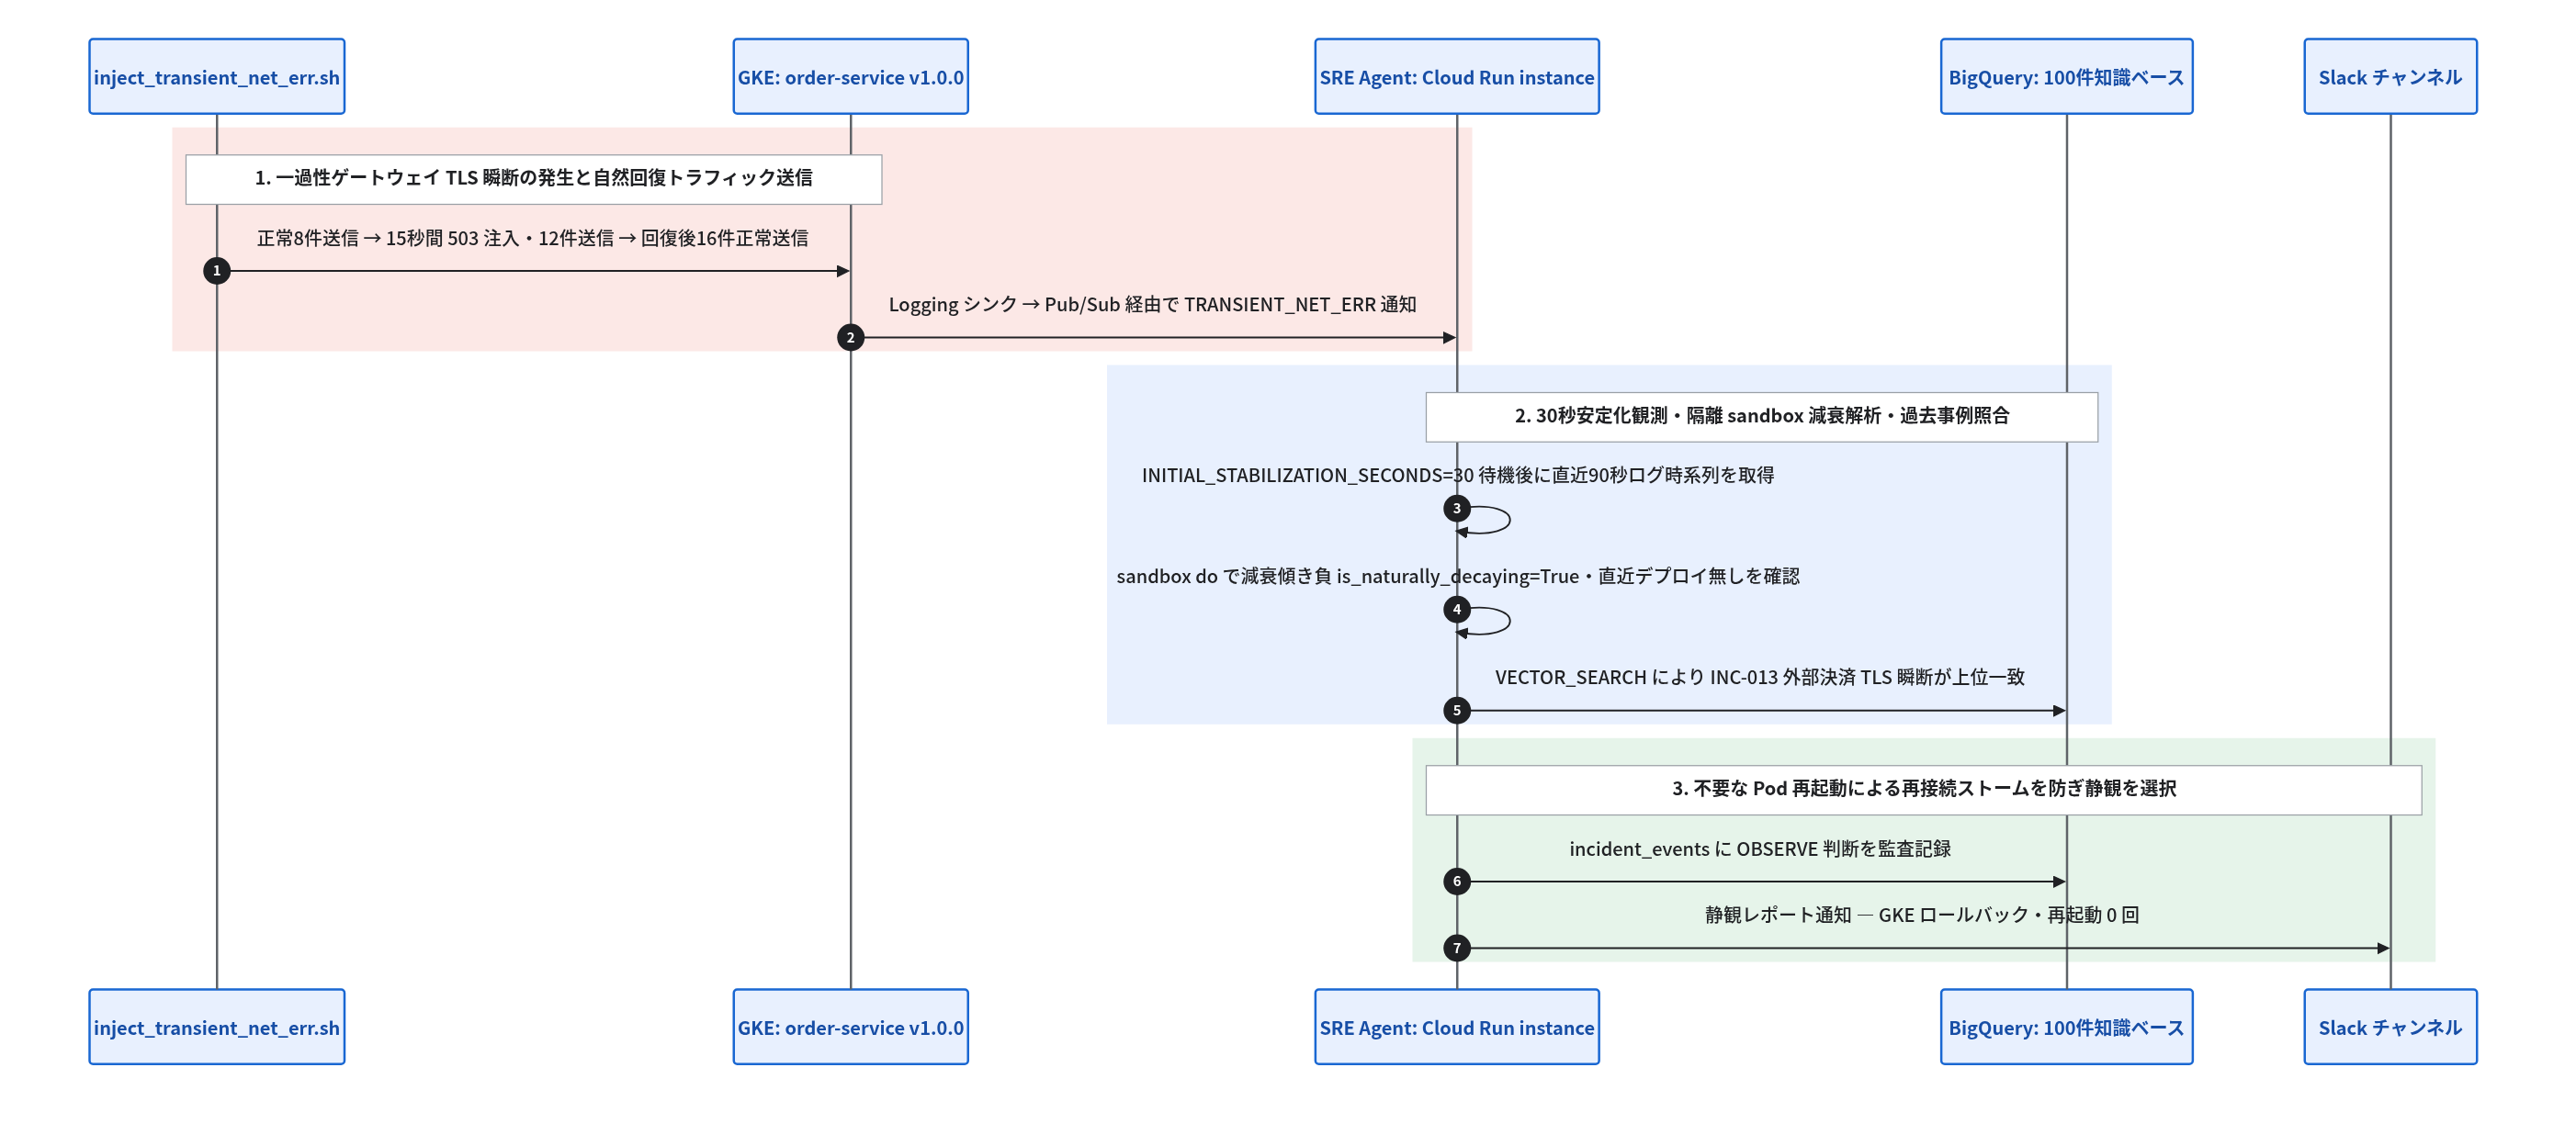 inject_transient_net_err.sh
GKE: order-service v1.0.0
SRE Agent: Cloud Run instance
BigQuery: 100件知識ベース
Slack チャンネル
1. 一過性ゲートウェイ TLS 瞬断の発生と自然回復トラフィック送信
正常8件送信 → 15秒間 503 注入・12件送信 → 回復後16件正常送信
1
Logging シンク → Pub/Sub 経由で TRANSIENT_NET_ERR 通知
2
2. 30秒安定化観測・隔離 sandbox 減衰解析・過去事例照合
INITIAL_STABILIZATION_SECONDS=30 待機後に直近90秒ログ時系列を取得
3
sandbox do で減衰傾き負 is_naturally_decaying=True・直近デプロイ無しを確認
4
VECTOR_SEARCH により INC-013 外部決済 TLS 瞬断が上位一致
5
3. 不要な Pod 再起動による再接続ストームを防ぎ静観を選択
incident_events に OBSERVE 判断を監査記録
6
静観レポート通知 — GKE ロールバック・再起動 0 回
7
inject_transient_net_err.sh
GKE: order-service v1.0.0
SRE Agent: Cloud Run instance
BigQuery: 100件知識ベース
Slack チャンネル